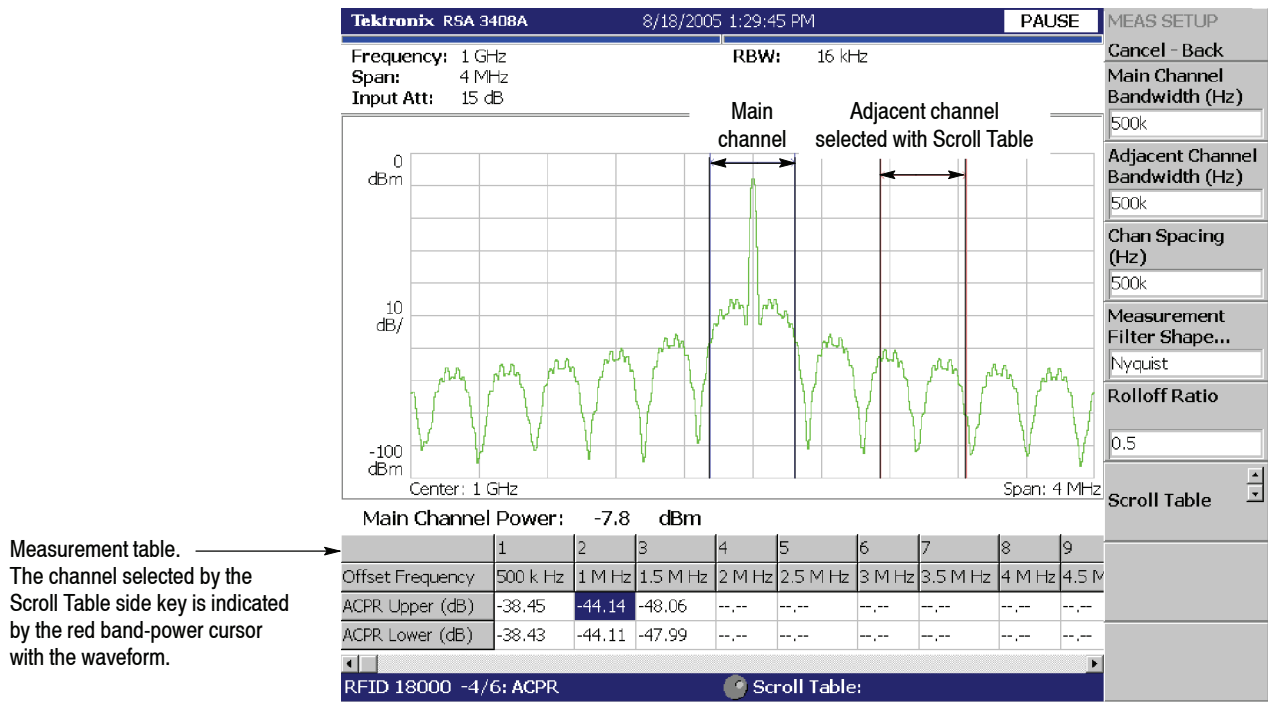 Tektronix RSA 3408A 8/18/2005 1:29:45 PM PAUSE
Frequency: 1 GHz RBW: 16 kHz
Span: 4 MHz
Input Att: 15 dB
Main channel
Adjacent channel
selected with Scroll Table
0
dBm
10
dB/
-100
dBm
Center: 1 GHz Span: 4 MHz
Main Channel Power: -7.8 dBm
1 2 3 4 5 6 7 8 9
Offset Frequency 500 k Hz 1 M Hz 1.5 M Hz 2 M Hz 2.5 M Hz 3 M Hz 3.5 M Hz 4 M Hz 4.5 M
ACPR Upper (dB) -38.45 -44.14 -48.06 --.-- --.-- --.-- --.-- --.-- --.--
ACPR Lower (dB) -38.43 -44.11 -47.99 --.-- --.-- --.-- --.-- --.-- --.--
RFID 18000 -4/6: ACPR Scroll Table:
MEAS SETUP
Cancel - Back
Main Channel
Bandwidth (Hz)
500k
Adjacent Channel
Bandwidth (Hz)
500k
Chan Spacing
(Hz)
500k
Measurement
Filter Shape...
Nyquist
Rolloff Ratio
0.5
Scroll Table
Measurement table.
The channel selected by the
Scroll Table side key is indicated
by the red band-power cursor
with the waveform.